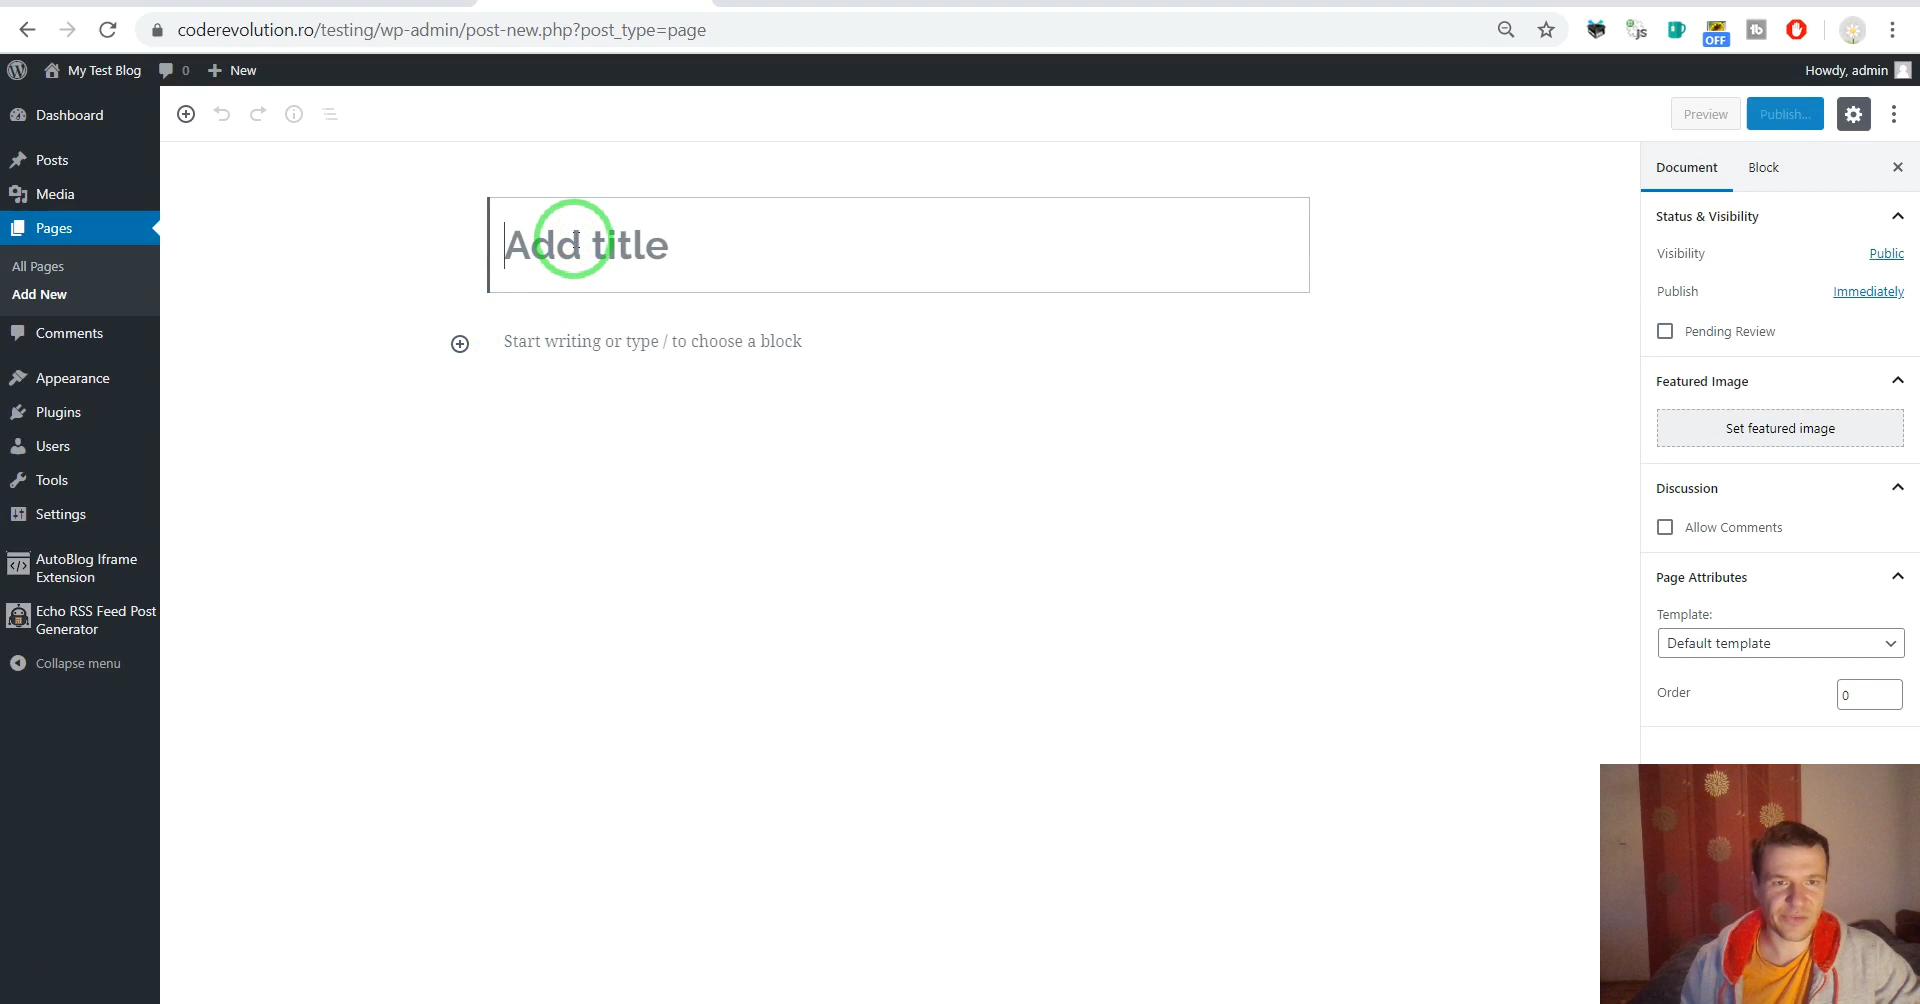 coderevolution.ro/testing/wp-admin/post-new.php?post_type=page
JS
OFF
tb
My Test Blog
0
New
Howdy, admin
Dashboard
Posts
Media
Pages
All Pages
Add New
Comments
Appearance
Plugins
Users
Tools
Settings
AutoBlog Iframe
Extension
Echo RSS Feed Post
Generator
Collapse menu
Preview
Publish...
Add title
Start writing or type / to choose a block
Document
Block
Status & Visibility
Visibility
Public
Publish
Immediately
Pending Review
Featured Image
Set featured image
Discussion
Allow Comments
Page Attributes
Template:
Default template
Order
0